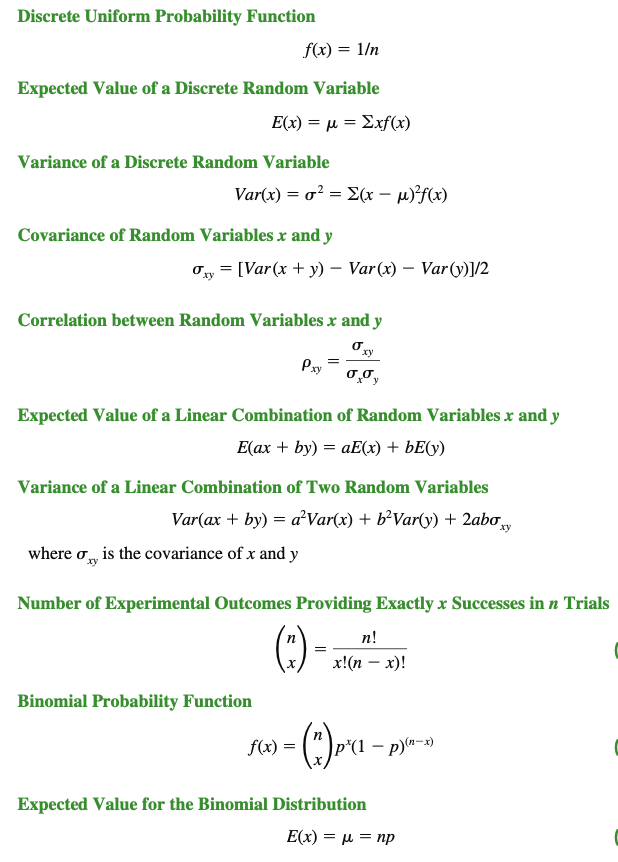 Discrete Uniform Probability Function
f(x) = 1/n
Expected Value of a Discrete Random Variable
E(x) = μ = Σxf(x)
Variance of a Discrete Random Variable
Var(x) = σ² = Σ(x − μ)²f(x)
Covariance of Random Variables x and y
σxy = [Var(x + y) − Var(x) − Var(y)]/2
Correlation between Random Variables x and y
ρxy = σxy / σxσy
Expected Value of a Linear Combination of Random Variables x and y
E(ax + by) = aE(x) + bE(y)
Variance of a Linear Combination of Two Random Variables
Var(ax + by) = a²Var(x) + b²Var(y) + 2abσxy
where σxy is the covariance of x and y
Number of Experimental Outcomes Providing Exactly x Successes in n Trials
(n x) = n! / x!(n − x)!
Binomial Probability Function
f(x) = (n x) pˣ(1 − p)⁽ⁿ⁻ˣ⁾
Expected Value for the Binomial Distribution
E(x) = μ = np